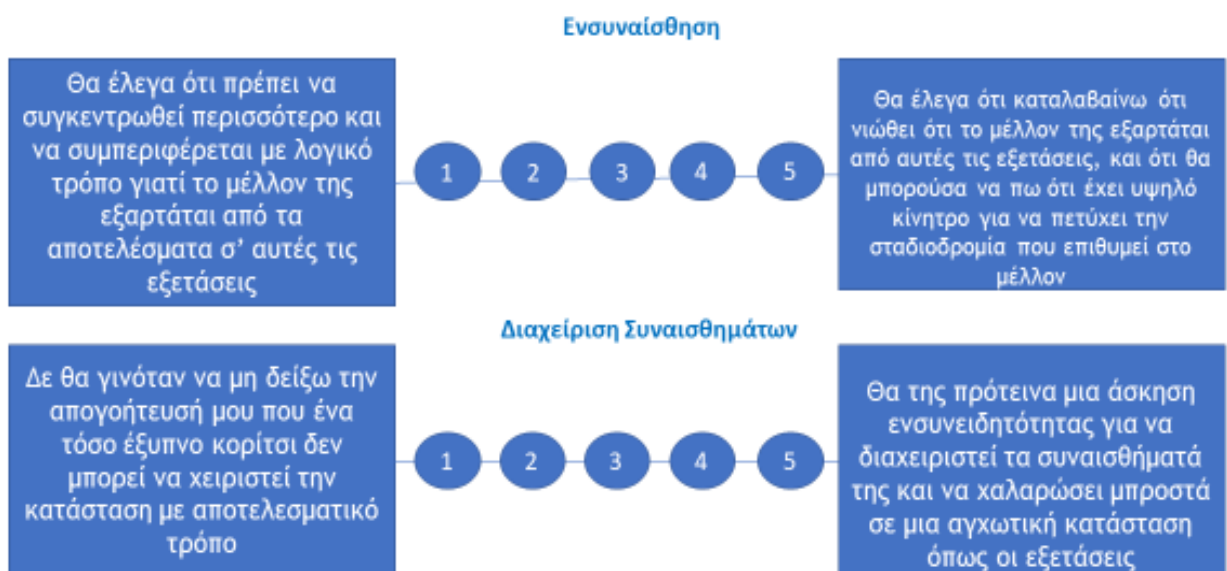 Ενσυναίσθηση
Θα έλεγα ότι πρέπει να
συγκεντρωθεί περισσότερο και
να συμπεριφέρεται με λογικό
τρόπο γιατί το μέλλον της
εξαρτάται από τα
αποτελέσματα σ’ αυτές τις
εξετάσεις
1 2 3 4 5
Θα έλεγα ότι καταλαβαίνω ότι
νιώθει ότι το μέλλον της εξαρτάται
από αυτές τις εξετάσεις, και ότι θα
μπορούσα να πω ότι έχει υψηλό
κίνητρο για να πετύχει την
σταδιοδρομία που επιθυμεί στο
μέλλον
Διαχείριση Συναισθημάτων
Δε θα γινόταν να μη δείξω την
απογοήτευσή μου που ένα
τόσο έξυπνο κορίτσι δεν
μπορεί να χειριστεί την
κατάσταση με αποτελεσματικό
τρόπο
1 2 3 4 5
Θα της πρότεινα μια άσκηση
ενσυνειδητότητας για να
διαχειριστεί τα συναισθήματά
της και να χαλαρώσει μπροστά
σε μια αγχωτική κατάσταση
όπως οι εξετάσεις